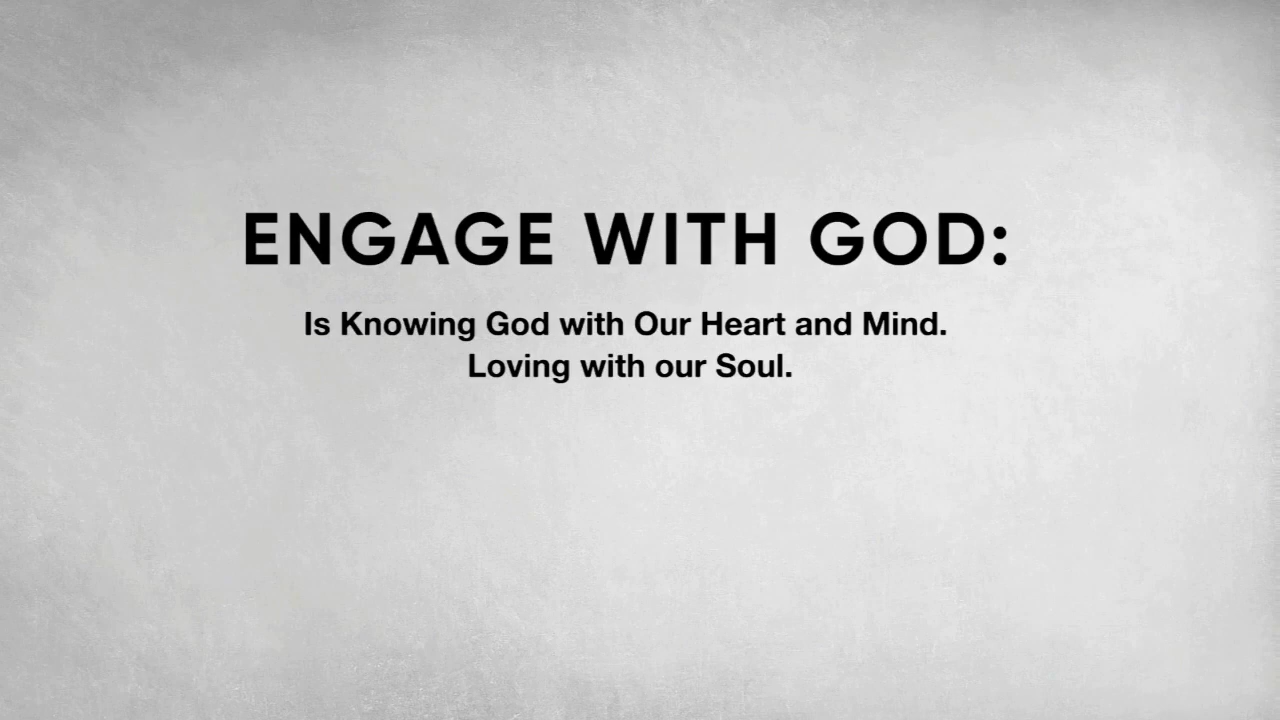 ENGAGE WITH GOD:
Is Knowing God with Our Heart and Mind.
Loving with our Soul.